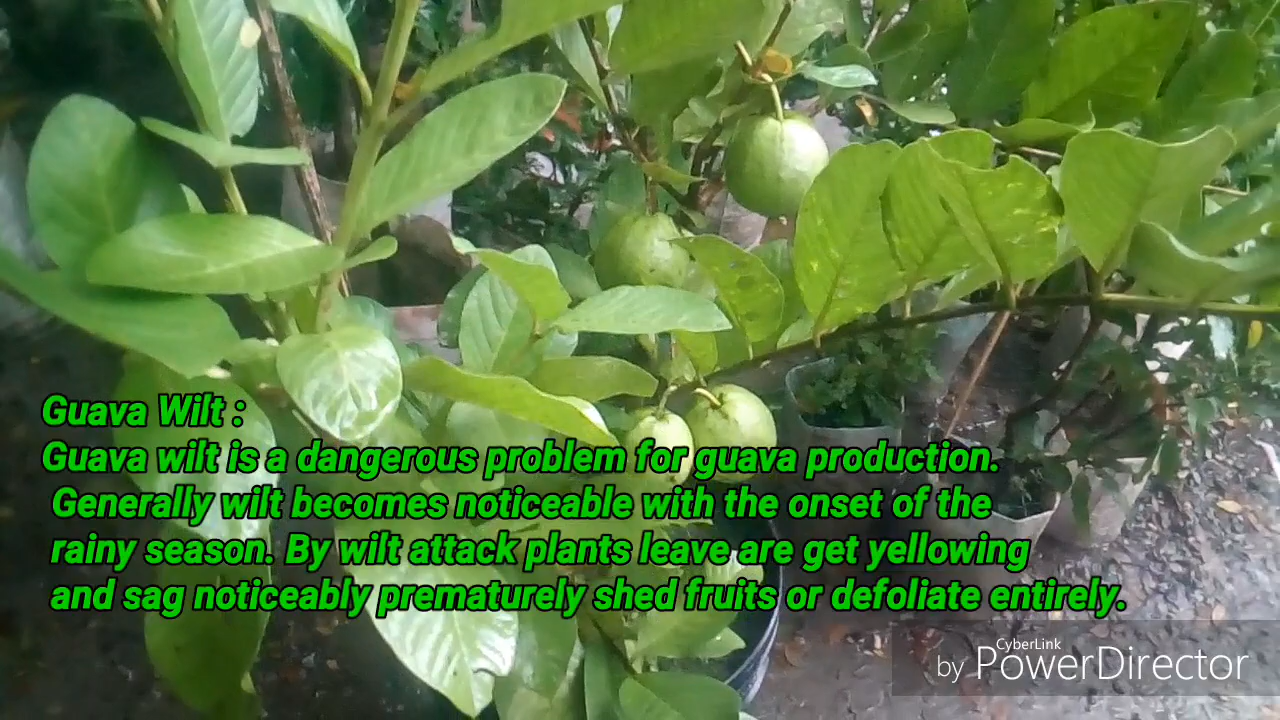 Guava Wilt :
Guava wilt is a dangerous problem for guava production.
Generally wilt becomes noticeable with the onset of the
rainy season. By wilt attack plants leave are get yellowing
and sag noticeably prematurely shed fruits or defoliate entirely.
CyberLink
by PowerDirector